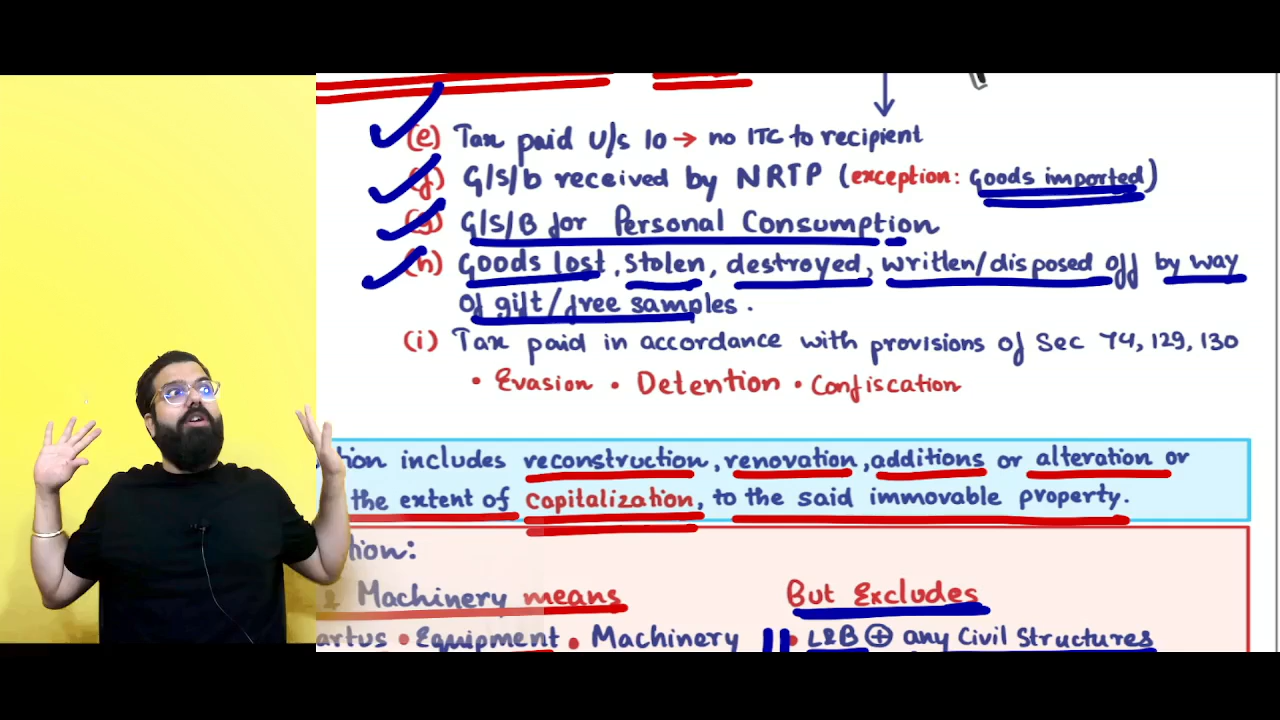 (e) Tax paid U/s 10 → no ITC to recipient
(f) G/S/b received by NRTP (exception: Goods imported)
(g) G/S/B for Personal Consumption
(h) Goods lost, Stolen, destroyed, written/disposed off by way
of gift/free samples.
(i) Tax paid in accordance with provisions of Sec 74, 129, 130
• Evasion • Detention • Confiscation
tion includes reconstruction, renovation, additions or alteration or
the extent of capitalization, to the said immovable property.
tion:
& Machinery means But Excludes
artus • Equipment • Machinery • L&B ⊕ any Civil Structures